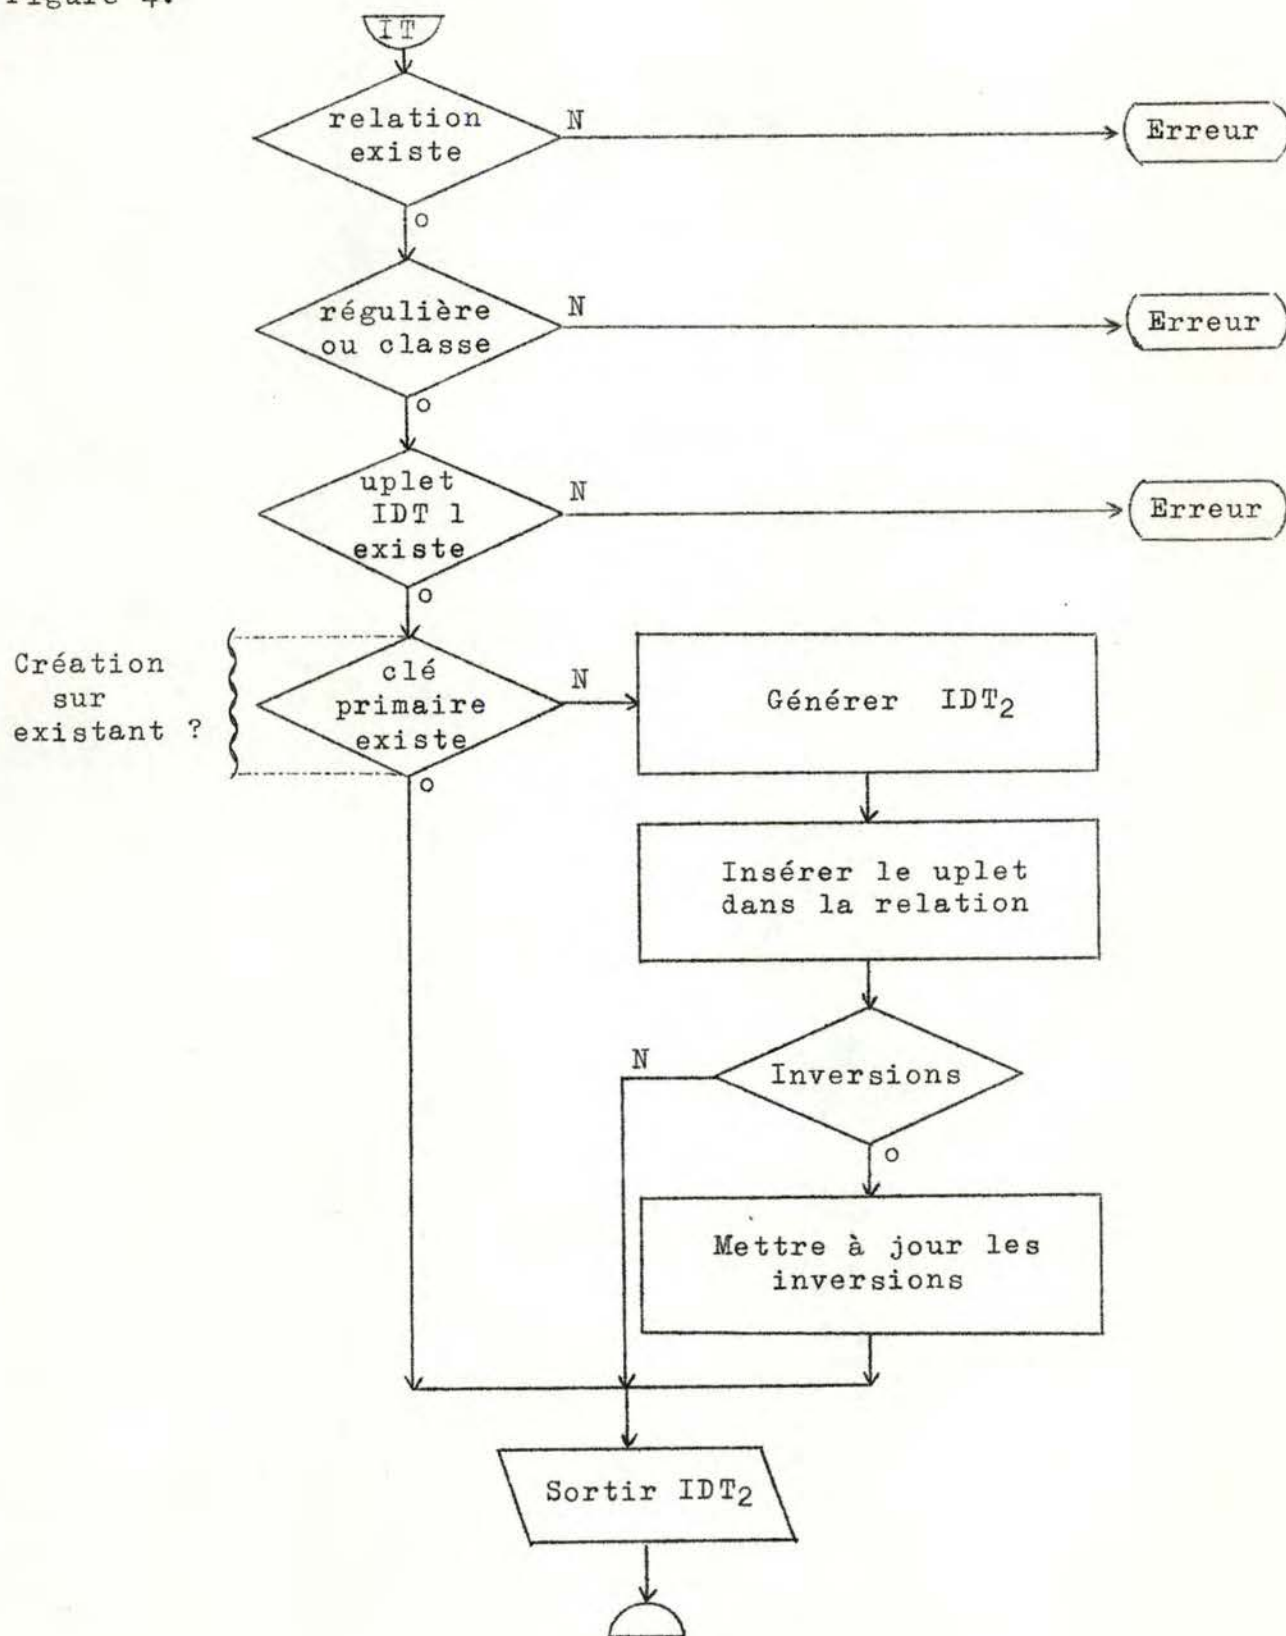 Figure 4.
IT
relation
existe
N
Erreur
o
régulière
ou classe
N
Erreur
o
uplet
IDT 1
existe
N
Erreur
o
Création
sur
existant ?
clé
primaire
existe
N
Générer IDT2
o
Insérer le uplet
dans la relation
Inversions
N
o
Mettre à jour les
inversions
Sortir IDT2